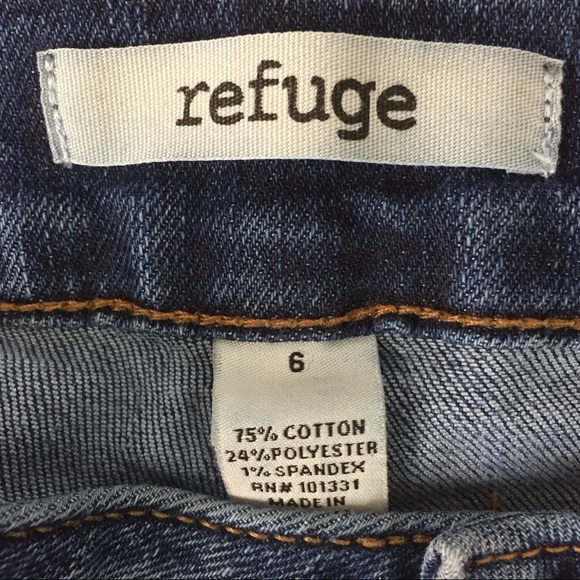 refuge
6
75% COTTON
24%POLYESTER
1% SPANDEX
RN# 101331
MADE IN